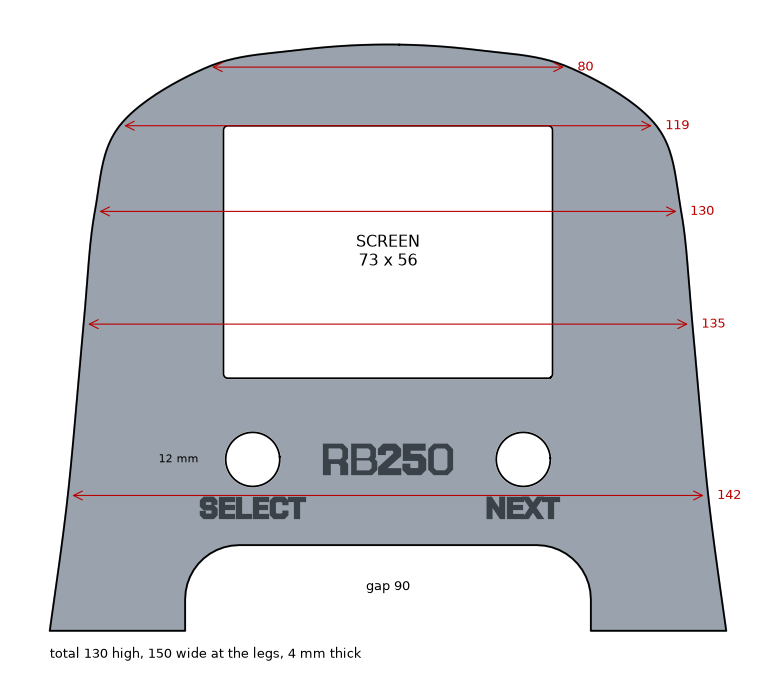 80
119
130
SCREEN
73 x 56
135
12 mm
RB250
142
SELECT
NEXT
gap 90
total 130 high, 150 wide at the legs, 4 mm thick